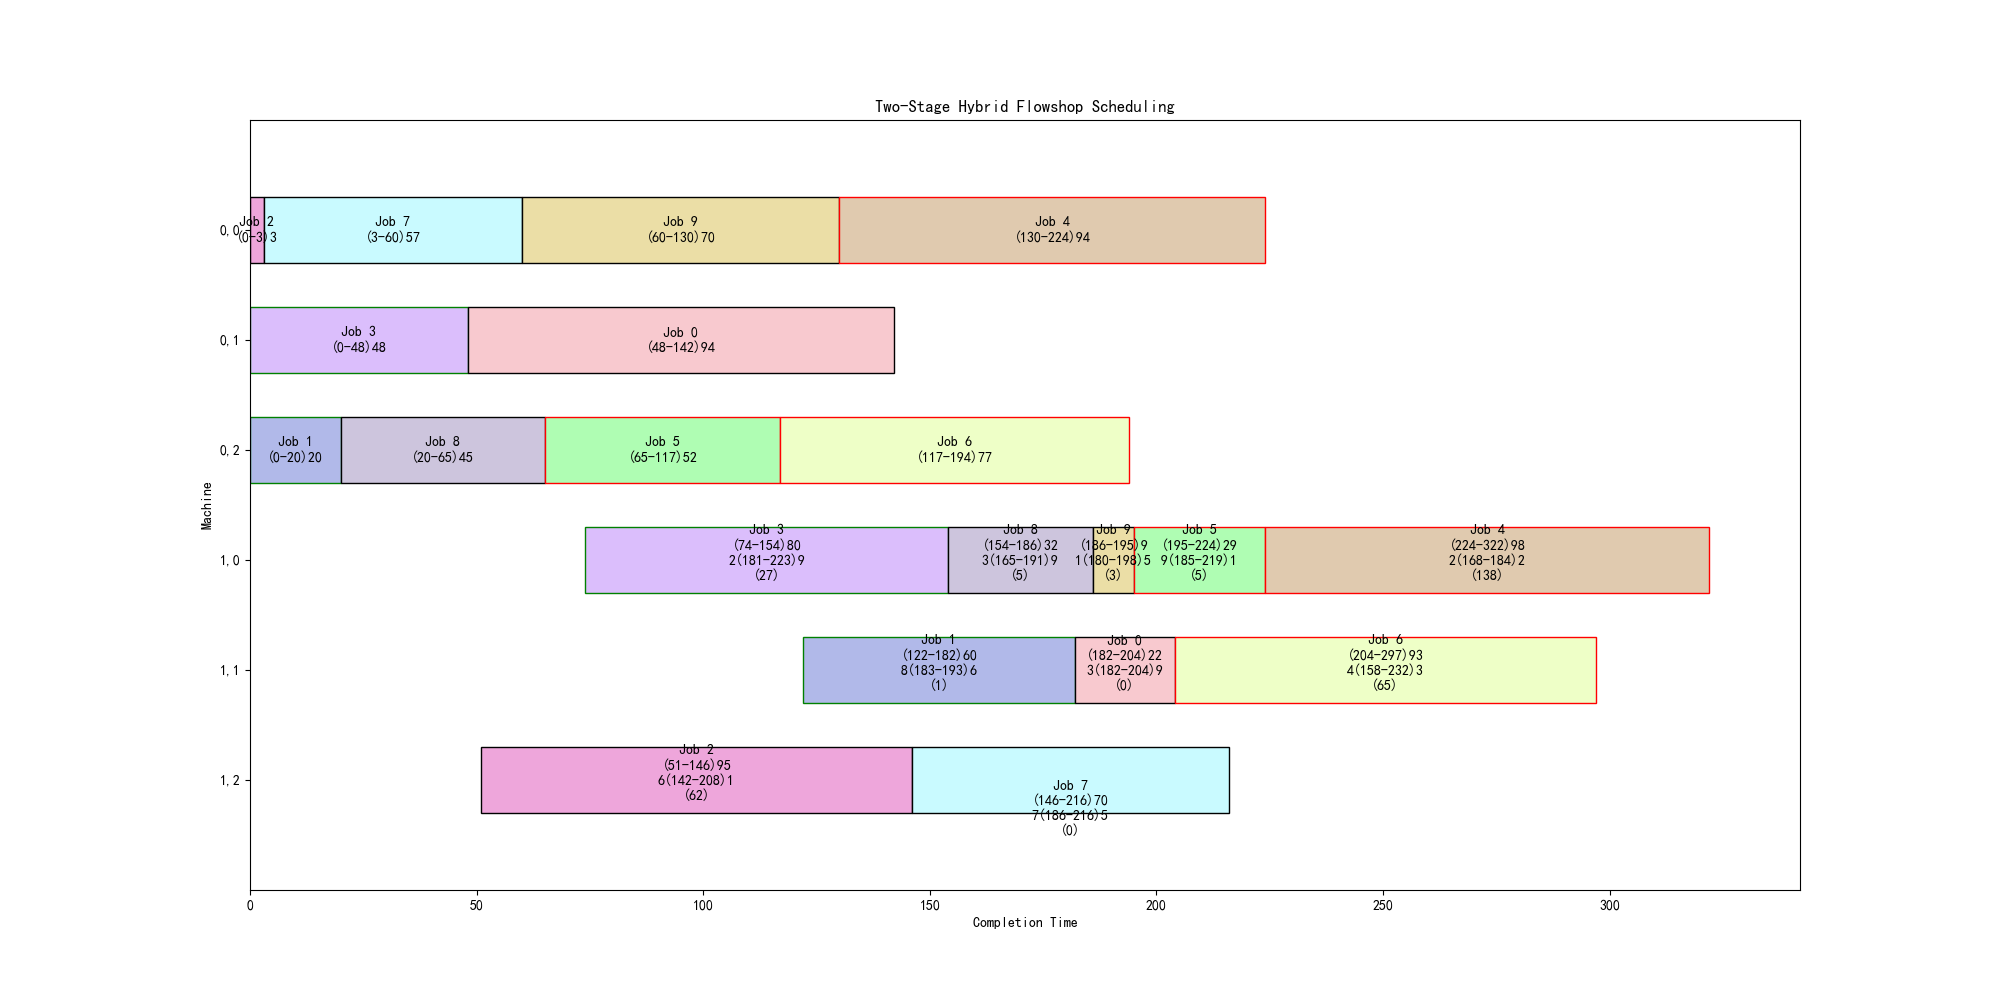 Two-Stage Hybrid Flowshop Scheduling
Machine
0,0
Job 2
(0-3)3
Job 7
(3-60)57
Job 9
(60-130)70
Job 4
(130-224)94
0,1
Job 3
(0-48)48
Job 0
(48-142)94
0,2
Job 1
(0-20)20
Job 8
(20-65)45
Job 5
(65-117)52
Job 6
(117-194)77
1,0
Job 3
(74-154)80
2(181-223)9
(27)
Job 8
(154-186)32
3(165-191)9
(5)
Job 9
(186-195)9
1(180-198)5
(3)
Job 5
(195-224)29
9(185-219)1
(5)
Job 4
(224-322)98
2(168-184)2
(138)
1,1
Job 1
(122-182)60
8(183-193)6
(1)
Job 0
(182-204)22
3(182-204)9
(0)
Job 6
(204-297)93
4(158-232)3
(65)
1,2
Job 2
(51-146)95
6(142-208)1
(62)
Job 7
(146-216)70
7(186-216)5
(0)
0
50
100
150
200
250
300
Completion Time